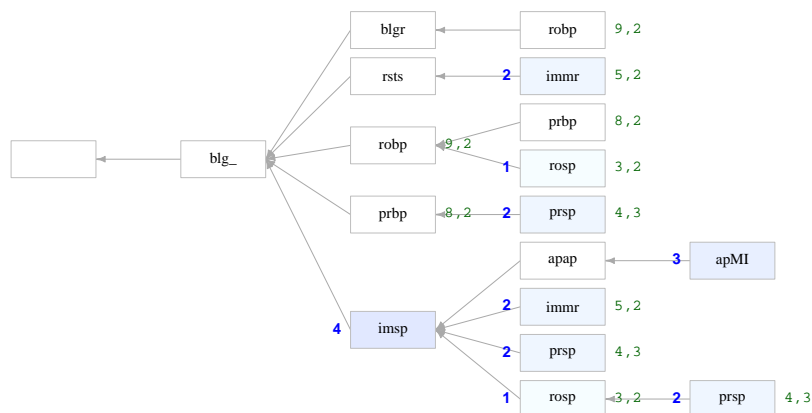 blgr robp 9,2
rsts 2 immr 5,2
prbp 8,2
robp 9,2
blg_
1 rosp 3,2
prbp 8,2 2 prsp 4,3
apap 3 apMI
2 immr 5,2
4 imsp
2 prsp 4,3
1 rosp 3,2 2 prsp 4,3